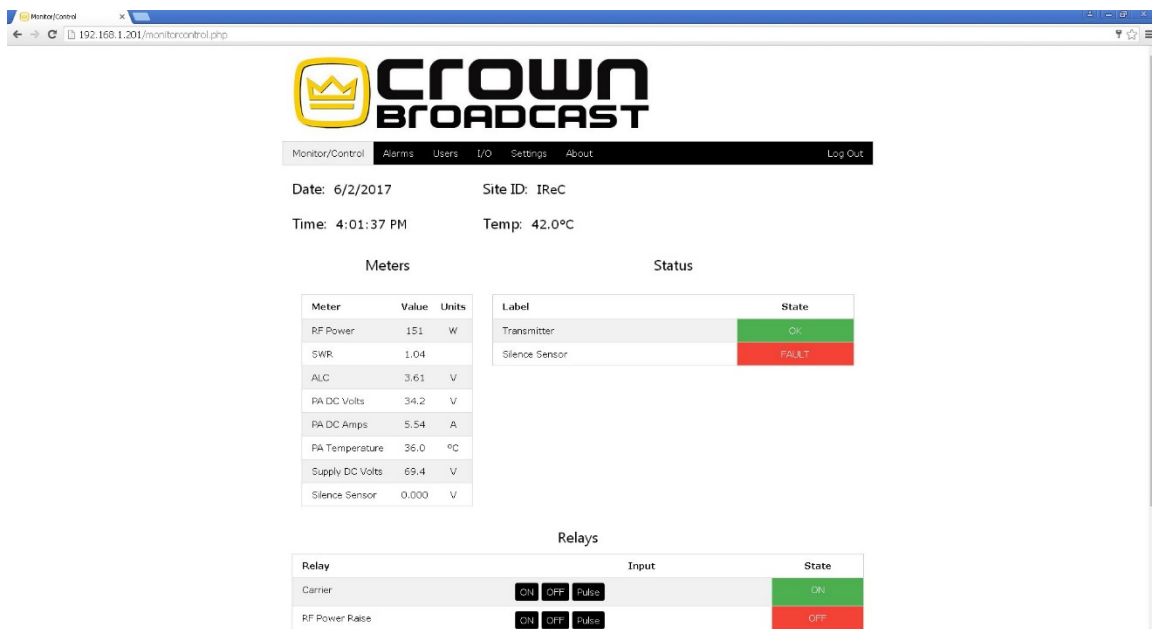 Monitor/Control
192.168.1.201/monitorcontrol.php
crown
BROADCAST
Monitor/Control Alarms Users I/O Settings About Log Out
Date: 6/2/2017 Site ID: IReC
Time: 4:01:37 PM Temp: 42.0°C
Meters Status
Meter Value Units Label State
RF Power 151 W Transmitter OK
SWR 1.04 Silence Sensor FAULT
ALC 3.61 V
PA DC Volts 34.2 V
PA DC Amps 5.54 A
PA Temperature 36.0 °C
Supply DC Volts 69.4 V
Silence Sensor 0.000 V
Relays
Relay Input State
Carrier ON OFF Pulse ON
RF Power Raise ON OFF Pulse OFF